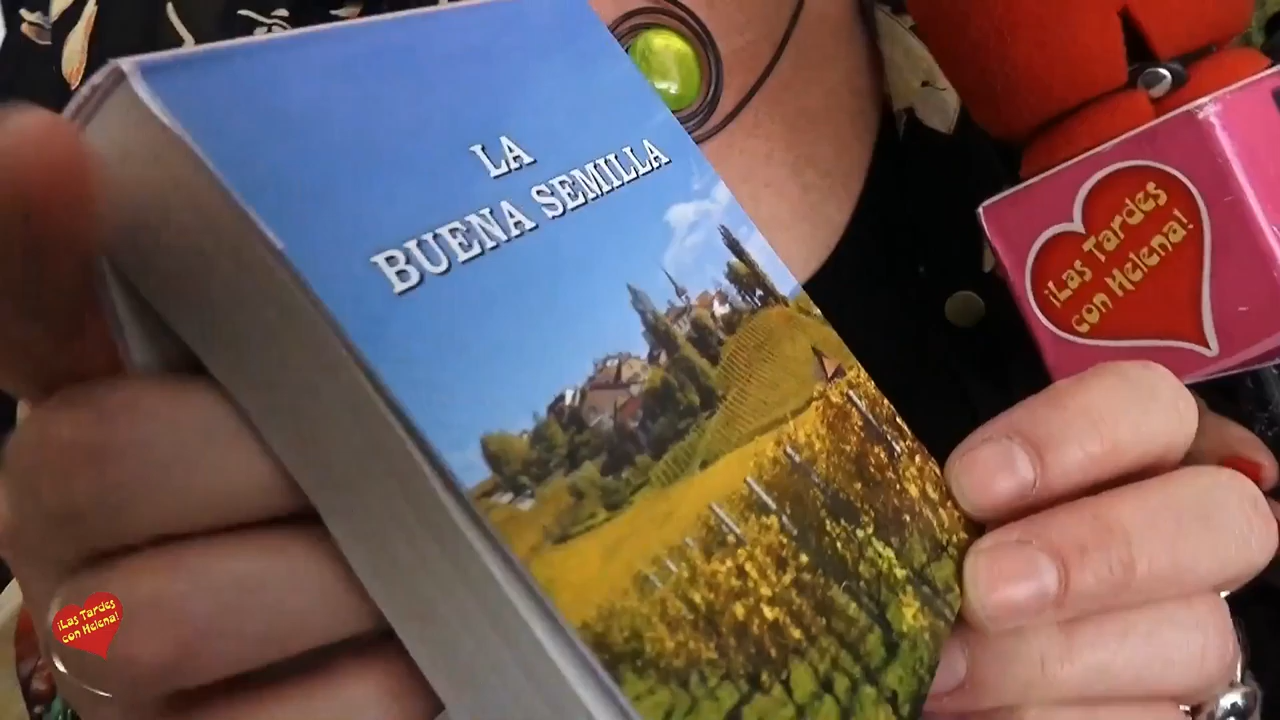 LA
BUENA SEMILLA
¡Las Tardes
con Helena!
¡Las Tardes
con Helena!